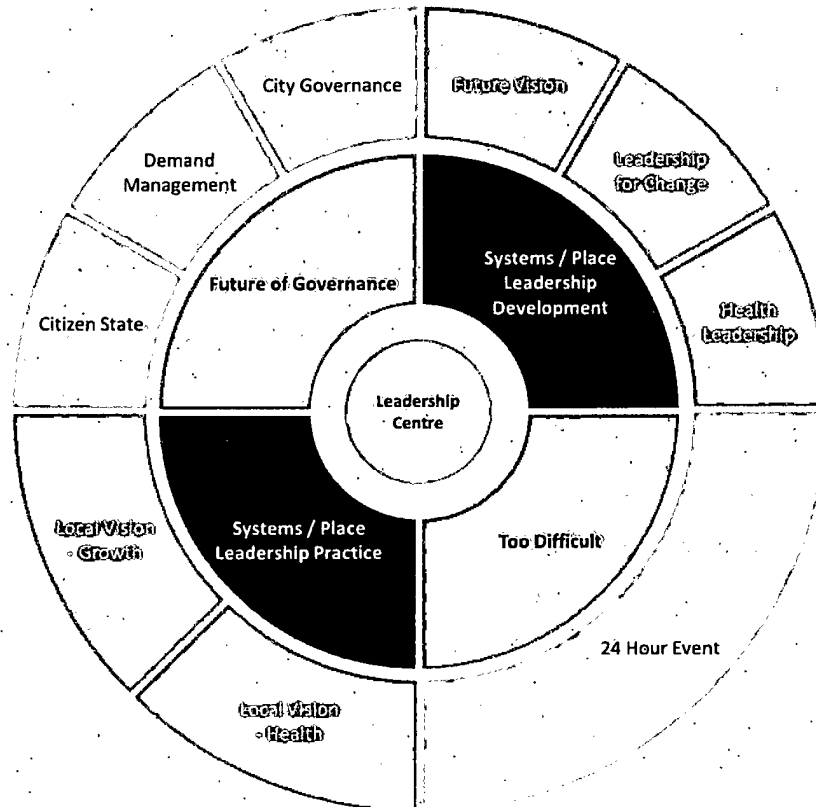 City Governance
Future Vision
Demand
Management
Leadership
for Change
Systems / Place
Leadership
Development
Future of Governance
Citizen State
Health
Leadership
Leadership
Centre
Local Vision
- Growth
Systems / Place
Leadership Practice
Too Difficult
24 Hour Event
Local Vision
- Health